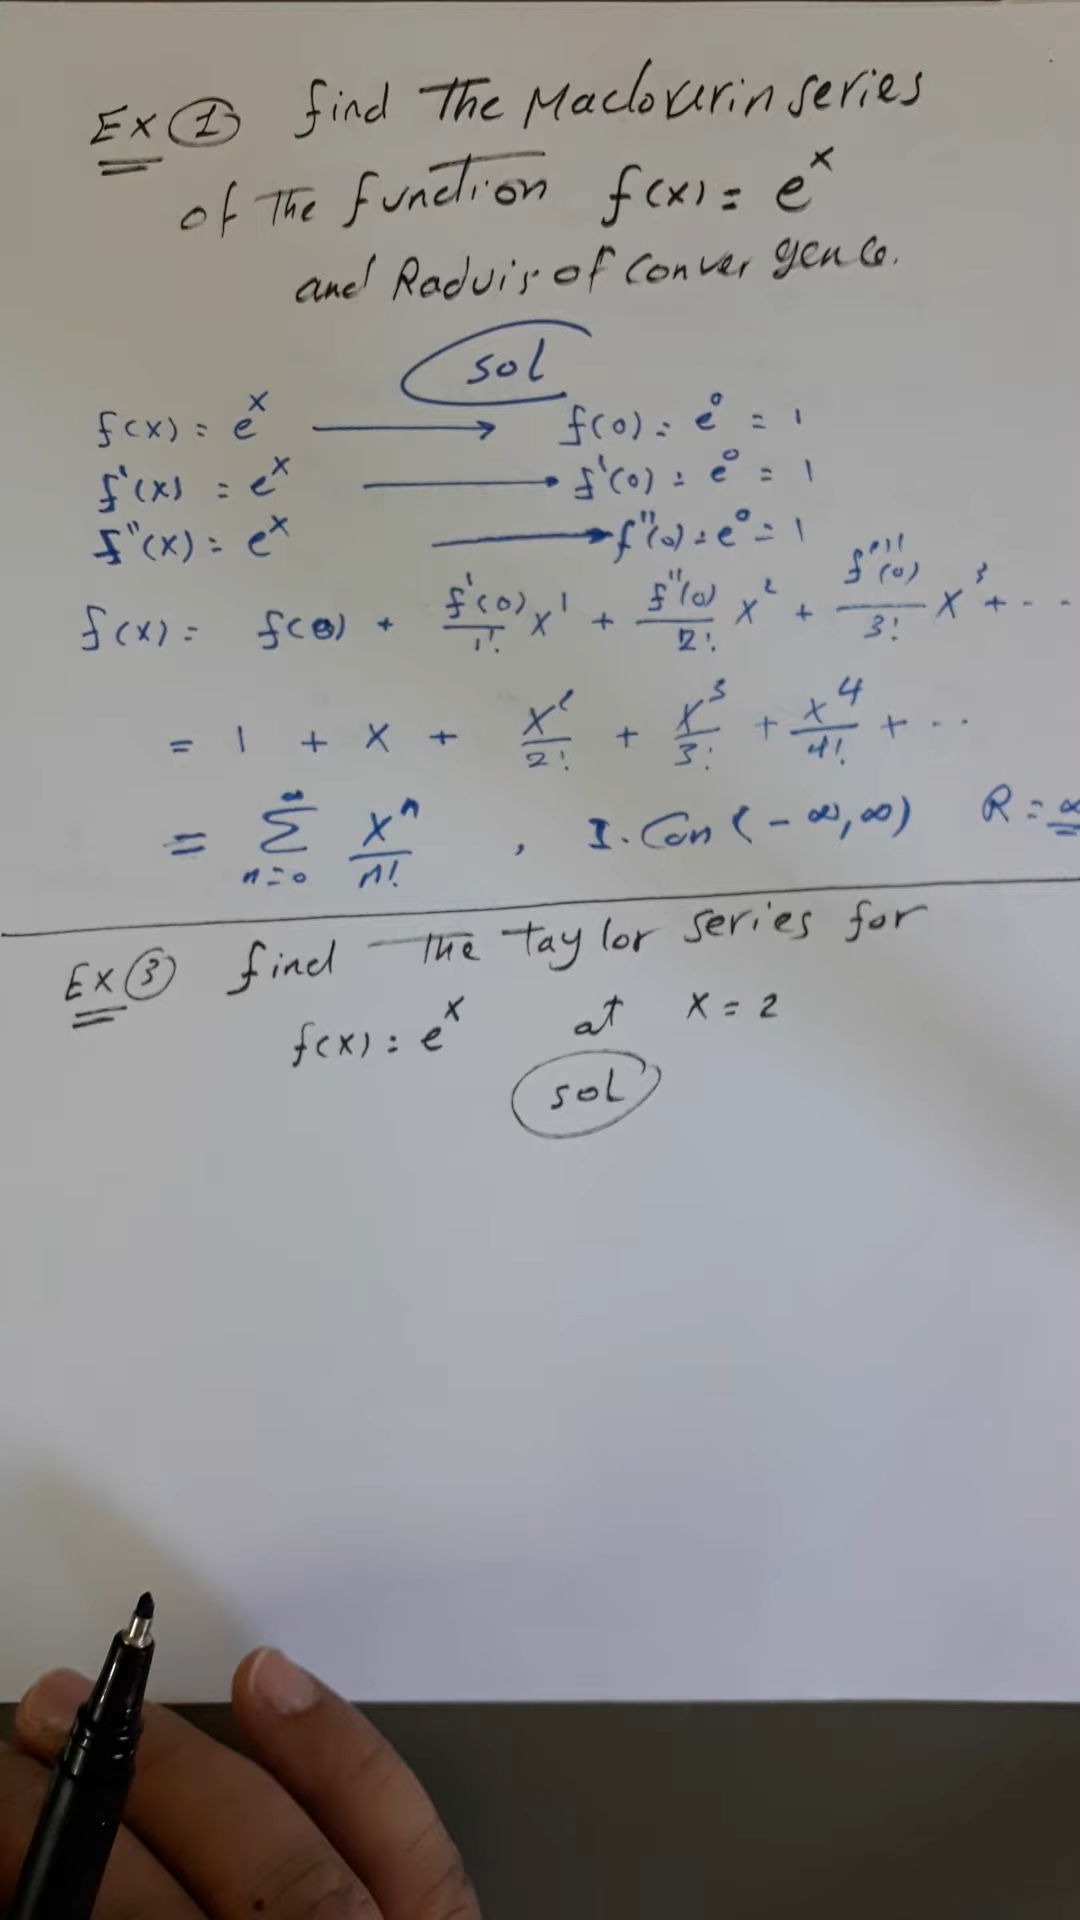 Ex ① find The Maclourin series
of The function f(x) = e^x
and Raduis of Convergence.
sol
f(x) = e^x ⟶ f(0) = e^0 = 1
f'(x) = e^x ⟶ f'(0) = e^0 = 1
f''(x) = e^x ⟶ f''(0) = e^0 = 1
f(x) = f(0) + f'(0)/1! x^1 + f''(0)/2! x^2 + f'''(0)/3! x^3 + ...
= 1 + x + x^2/2! + x^3/3! + x^4/4! + ...
= ∑_{n=0}^{∞} x^n/n! , I. Con (-∞,∞) R = ∞
Ex ③ find The taylor series for
f(x) = e^x at x = 2
sol